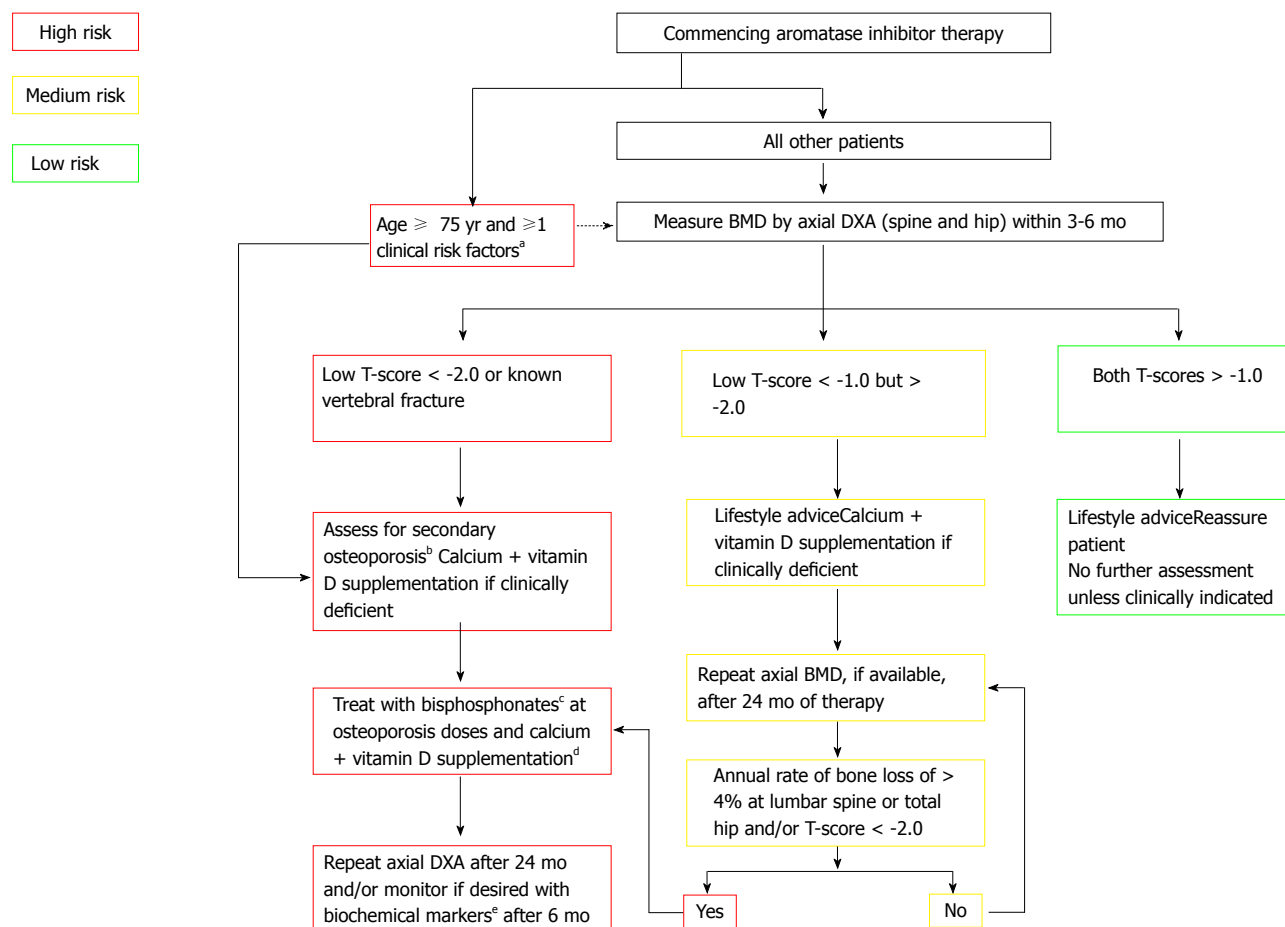 High risk
Medium risk
Low risk
Commencing aromatase inhibitor therapy
All other patients
Age ≥ 75 yr and ≥1
clinical risk factorsᵃ
Measure BMD by axial DXA (spine and hip) within 3-6 mo
Low T-score < -2.0 or known
vertebral fracture
Low T-score < -1.0 but >
-2.0
Both T-scores > -1.0
Assess for secondary
osteoporosisᵇ Calcium + vitamin
D supplementation if clinically
deficient
Lifestyle adviceCalcium +
vitamin D supplementation if
clinically deficient
Lifestyle adviceReassure
patient
No further assessment
unless clinically indicated
Treat with bisphosphonatesᶜ at
osteoporosis doses and calcium
+ vitamin D supplementationᵈ
Repeat axial BMD, if available,
after 24 mo of therapy
Annual rate of bone loss of >
4% at lumbar spine or total
hip and/or T-score < -2.0
Repeat axial DXA after 24 mo
and/or monitor if desired with
biochemical markersᵉ after 6 mo
Yes
No